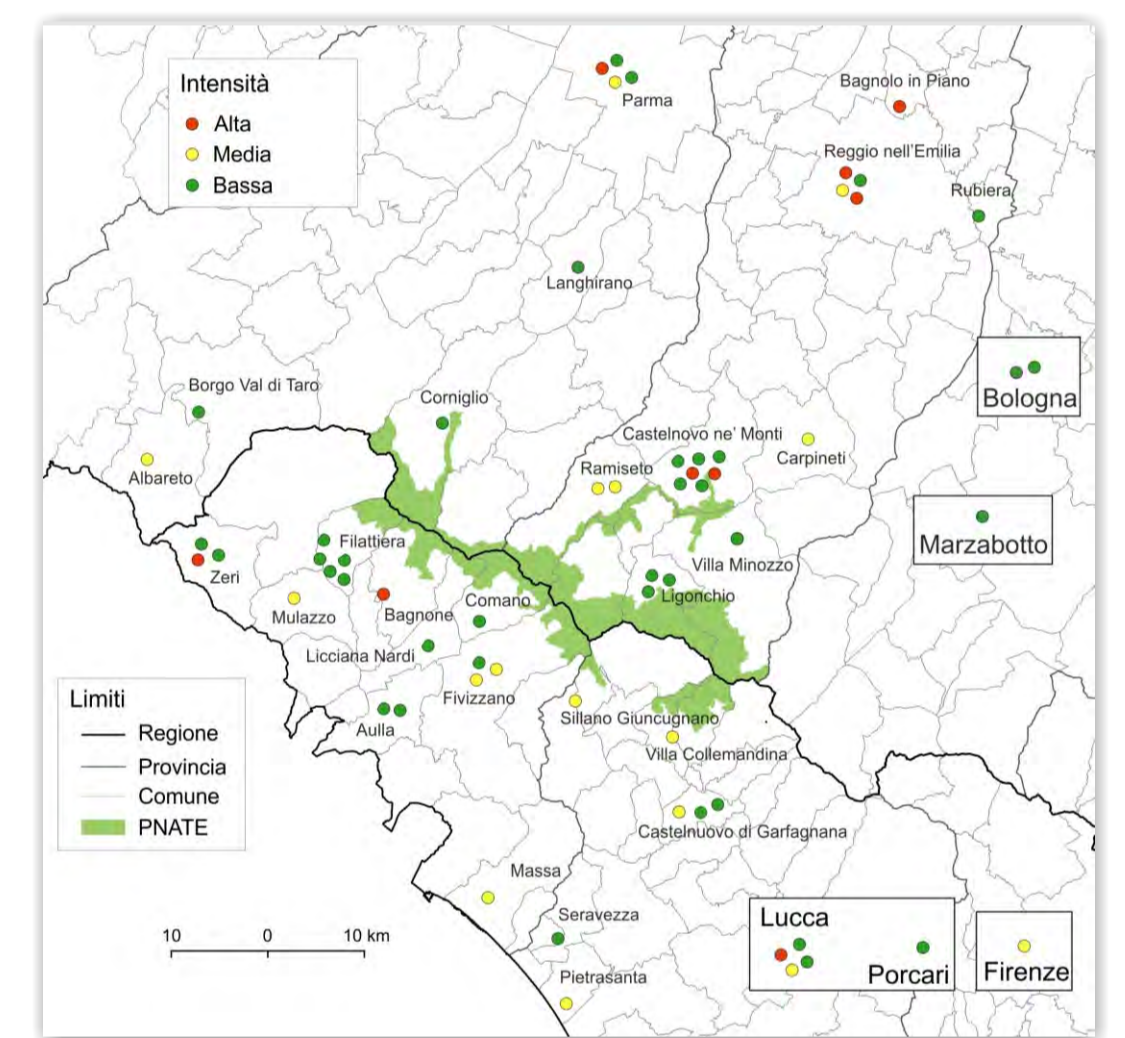 Intensità
Alta
Media
Bassa
Parma
Bagnolo in Piano
Reggio nell'Emilia
Rubiera
Langhirano
Bologna
Borgo Val di Taro
Corniglio
Castelnovo ne' Monti
Carpineti
Ramiseto
Albareto
Marzabotto
Filattiera
Villa Minozzo
Zeri
Ligonchio
Comano
Mulazzo
Bagnone
Licciana Nardi
Fivizzano
Limiti
Regione
Provincia
Comune
PNATE
Sillano Giuncugnano
Aulla
Villa Collemandina
Castelnuovo di Garfagnana
Massa
Seravezza
Lucca
Porcari
Firenze
Pietrasanta
10 0 10 km